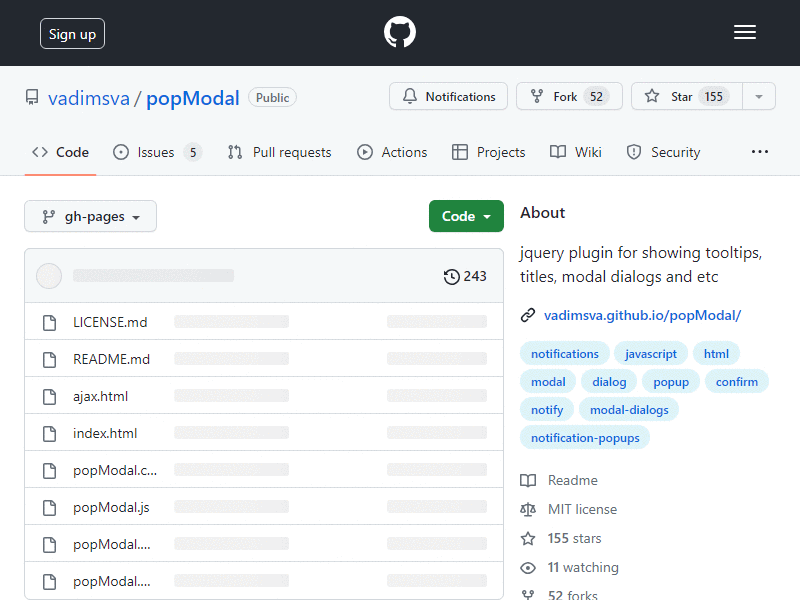 Sign up
vadimsva / popModal Public
Notifications
Fork 52
Star 155
Code
Issues 5
Pull requests
Actions
Projects
Wiki
Security
gh-pages
Code
243
LICENSE.md
README.md
ajax.html
index.html
popModal.c...
popModal.js
popModal....
popModal....
About
jquery plugin for showing tooltips,
titles, modal dialogs and etc
vadimsva.github.io/popModal/
notifications javascript html
modal dialog popup confirm
notify modal-dialogs
notification-popups
Readme
MIT license
155 stars
11 watching
52 forks